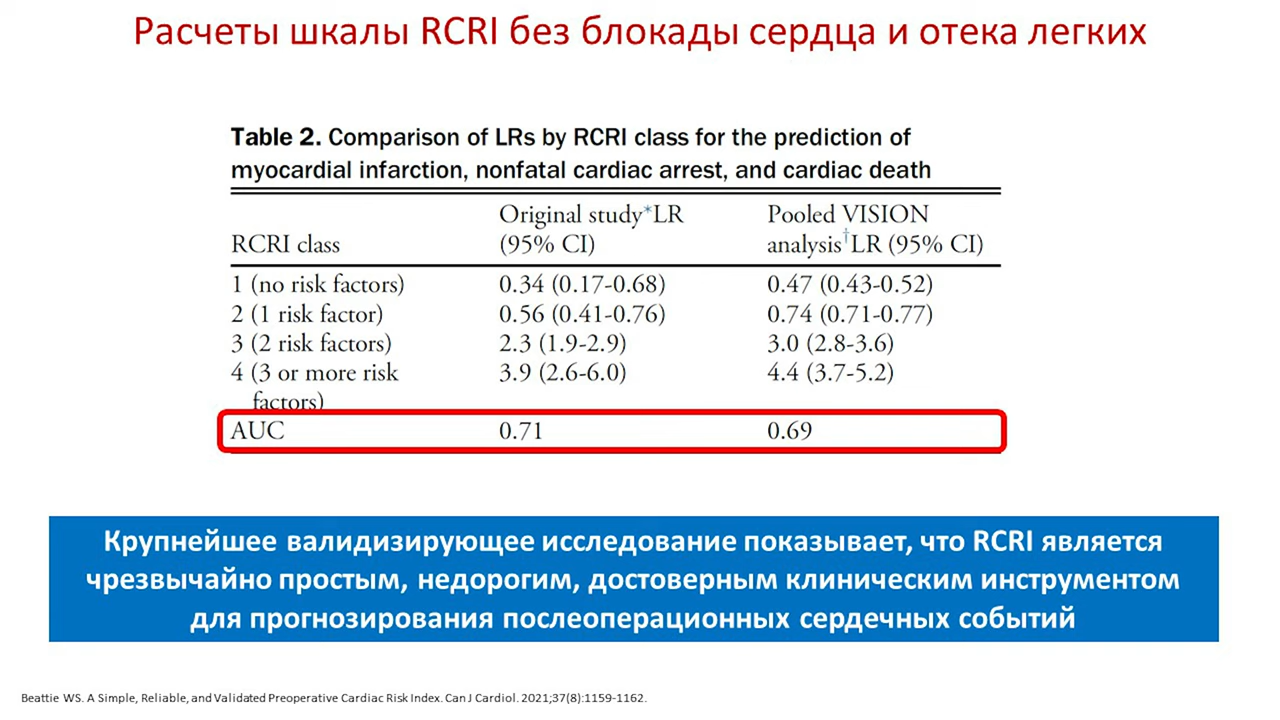 Расчеты шкалы RCRI без блокады сердца и отека легких
Table 2. Comparison of LRs by RCRI class for the prediction of
myocardial infarction, nonfatal cardiac arrest, and cardiac death
RCRI class Original study*LR (95% CI) Pooled VISION analysis†LR (95% CI)
1 (no risk factors) 0.34 (0.17-0.68) 0.47 (0.43-0.52)
2 (1 risk factor) 0.56 (0.41-0.76) 0.74 (0.71-0.77)
3 (2 risk factors) 2.3 (1.9-2.9) 3.0 (2.8-3.6)
4 (3 or more risk 3.9 (2.6-6.0) 4.4 (3.7-5.2)
factors)
AUC 0.71 0.69
Крупнейшее валидизирующее исследование показывает, что RCRI является
чрезвычайно простым, недорогим, достоверным клиническим инструментом
для прогнозирования послеоперационных сердечных событий
Beattie WS. A Simple, Reliable, and Validated Preoperative Cardiac Risk Index. Can J Cardiol. 2021;37(8):1159-1162.